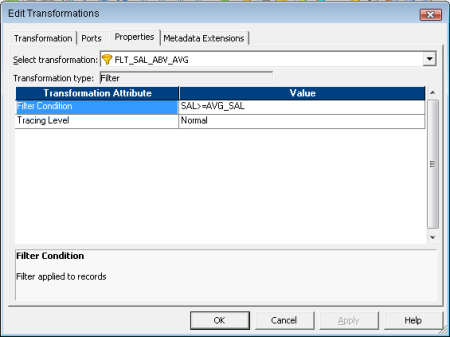 Edit Transformations
Transformation Ports Properties Metadata Extensions
Select transformation: FLT_SAL_ABV_AVG
Transformation type: Filter
Transformation Attribute Value
Filter Condition SAL>=AVG_SAL
Tracing Level Normal
Filter Condition
Filter applied to records
OK Cancel Apply Help